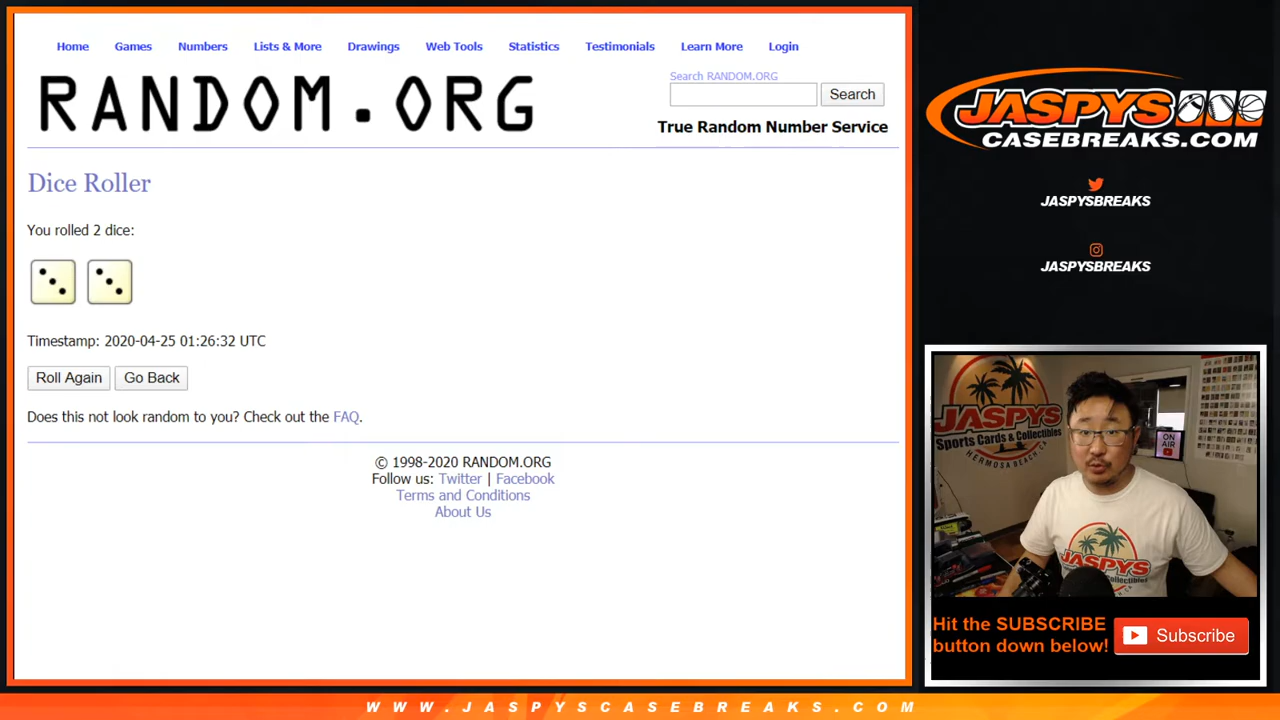 Home Games Numbers Lists & More Drawings Web Tools Statistics Testimonials Learn More Login
RANDOM.ORG
Search RANDOM.ORG
Search
True Random Number Service
Dice Roller
You rolled 2 dice:
Timestamp: 2020-04-25 01:26:32 UTC
Roll Again Go Back
Does this not look random to you? Check out the FAQ.
© 1998-2020 RANDOM.ORG
Follow us: Twitter | Facebook
Terms and Conditions
About Us
JASPYS
CASEBREAKS.COM
JASPYSBREAKS
JASPYSBREAKS
JASPYS
Sports Cards & Collectibles
HERMOSA BEACH, CA
ON
AIR
JASPYS
Hit the SUBSCRIBE
button down below!
Subscribe
WWW.JASPYSCASEBREAKS.COM